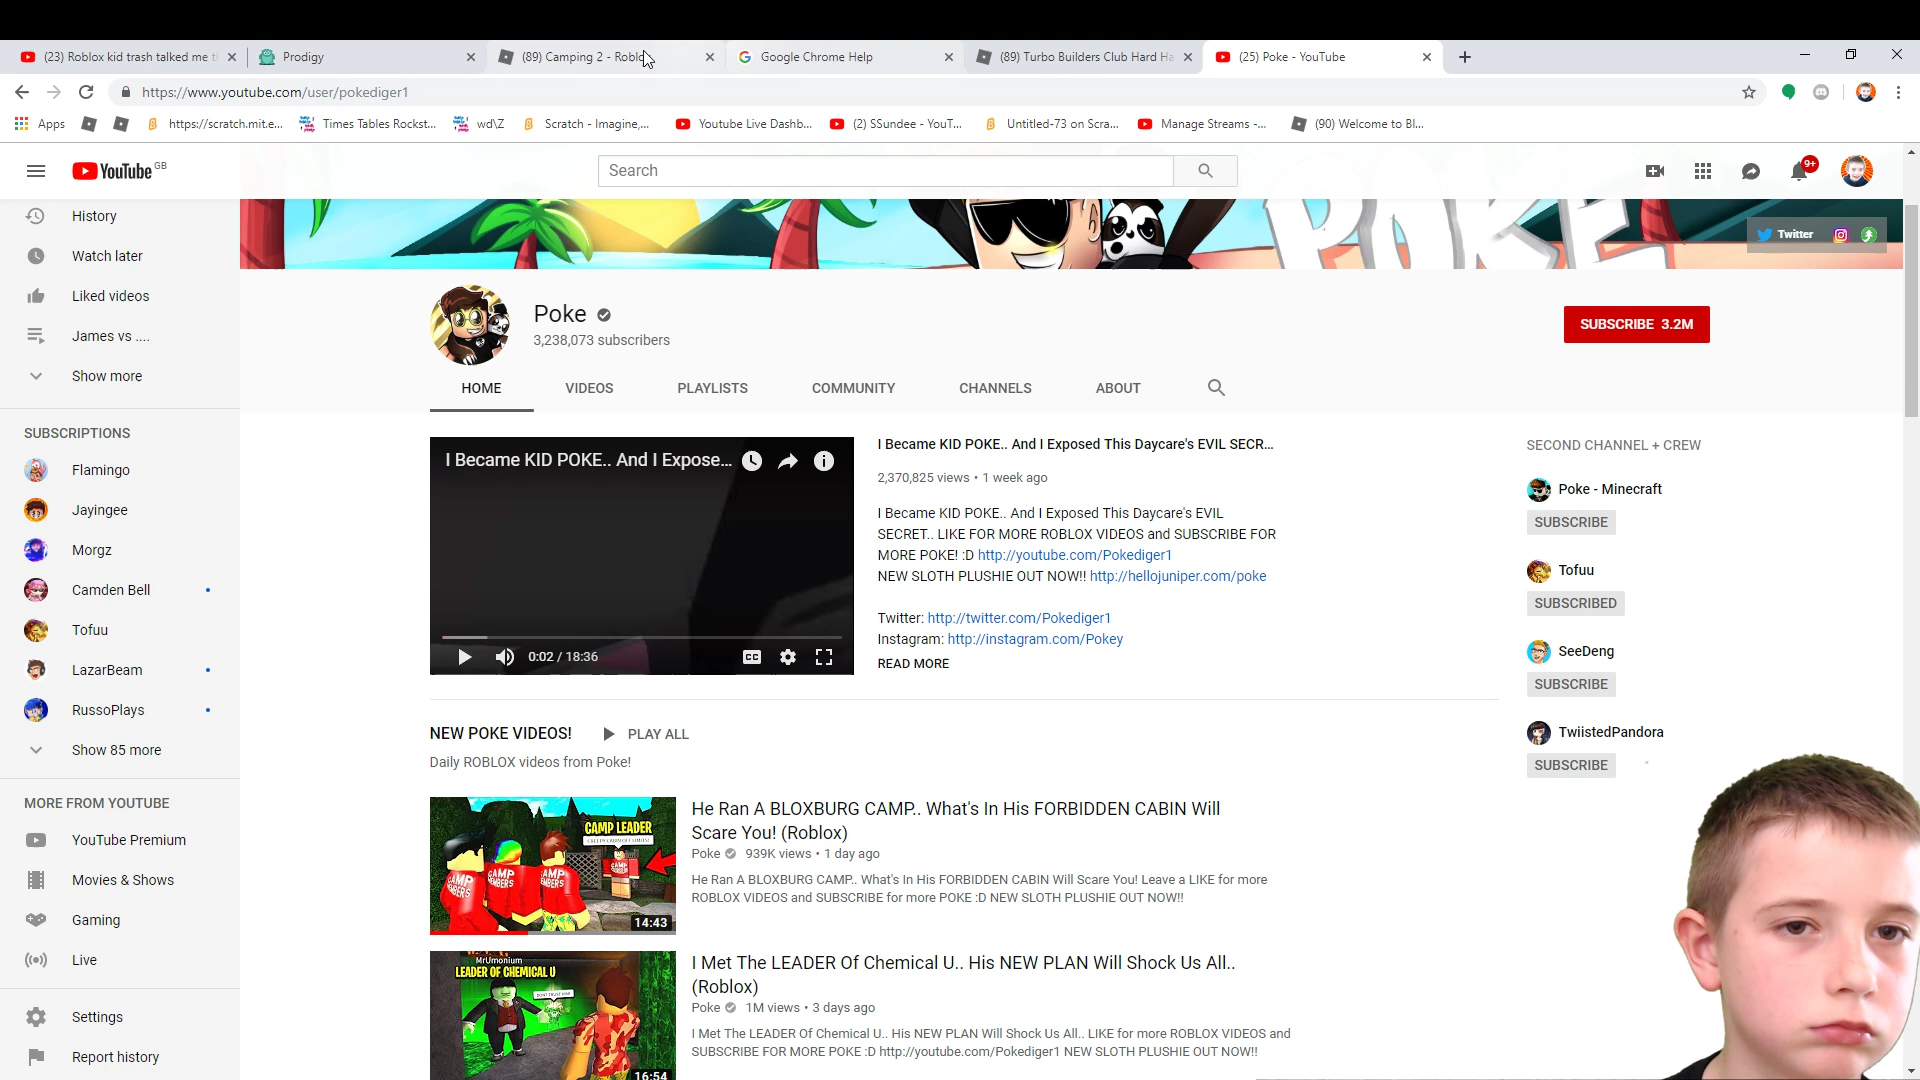 (23) Roblox kid trash talked me t
Prodigy
(89) Camping 2 - Roblo
Google Chrome Help
(89) Turbo Builders Club Hard Ha
(25) Poke - YouTube
https://www.youtube.com/user/pokediger1
Apps
https://scratch.mit.e...
Times Tables Rockst...
wd\Z
Scratch - Imagine,...
Youtube Live Dashb...
(2) SSundee - YouT...
Untitled-73 on Scra...
Manage Streams -...
(90) Welcome to Bl...
YouTube GB
Search
9+
History
Watch later
Liked videos
James vs ....
Show more
SUBSCRIPTIONS
Flamingo
Jayingee
Morgz
Camden Bell
Tofuu
LazarBeam
RussoPlays
Show 85 more
MORE FROM YOUTUBE
YouTube Premium
Movies & Shows
Gaming
Live
Settings
Report history
POKE
Twitter
Poke
3,238,073 subscribers
SUBSCRIBE 3.2M
HOME
VIDEOS
PLAYLISTS
COMMUNITY
CHANNELS
ABOUT
I Became KID POKE.. And I Expose...
0:02 / 18:36
CC
I Became KID POKE.. And I Exposed This Daycare's EVIL SECR...
2,370,825 views • 1 week ago
I Became KID POKE.. And I Exposed This Daycare's EVIL
SECRET.. LIKE FOR MORE ROBLOX VIDEOS and SUBSCRIBE FOR
MORE POKE! :D http://youtube.com/Pokediger1
NEW SLOTH PLUSHIE OUT NOW!! http://hellojuniper.com/poke
Twitter: http://twitter.com/Pokediger1
Instagram: http://instagram.com/Pokey
READ MORE
SECOND CHANNEL + CREW
Poke - Minecraft
SUBSCRIBE
Tofuu
SUBSCRIBED
SeeDeng
SUBSCRIBE
TwiistedPandora
SUBSCRIBE
NEW POKE VIDEOS!
PLAY ALL
Daily ROBLOX videos from Poke!
CAMP LEADER
CAMP MEMBERS
14:43
He Ran A BLOXBURG CAMP.. What's In His FORBIDDEN CABIN Will
Scare You! (Roblox)
Poke 939K views • 1 day ago
He Ran A BLOXBURG CAMP.. What's In His FORBIDDEN CABIN Will Scare You! Leave a LIKE for more
ROBLOX VIDEOS and SUBSCRIBE for more POKE :D NEW SLOTH PLUSHIE OUT NOW!!
MrUmonium
LEADER OF CHEMICAL U
16:54
I Met The LEADER Of Chemical U.. His NEW PLAN Will Shock Us All..
(Roblox)
Poke 1M views • 3 days ago
I Met The LEADER Of Chemical U.. His NEW PLAN Will Shock Us All.. LIKE for more ROBLOX VIDEOS and
SUBSCRIBE FOR MORE POKE :D http://youtube.com/Pokediger1 NEW SLOTH PLUSHIE OUT NOW!!